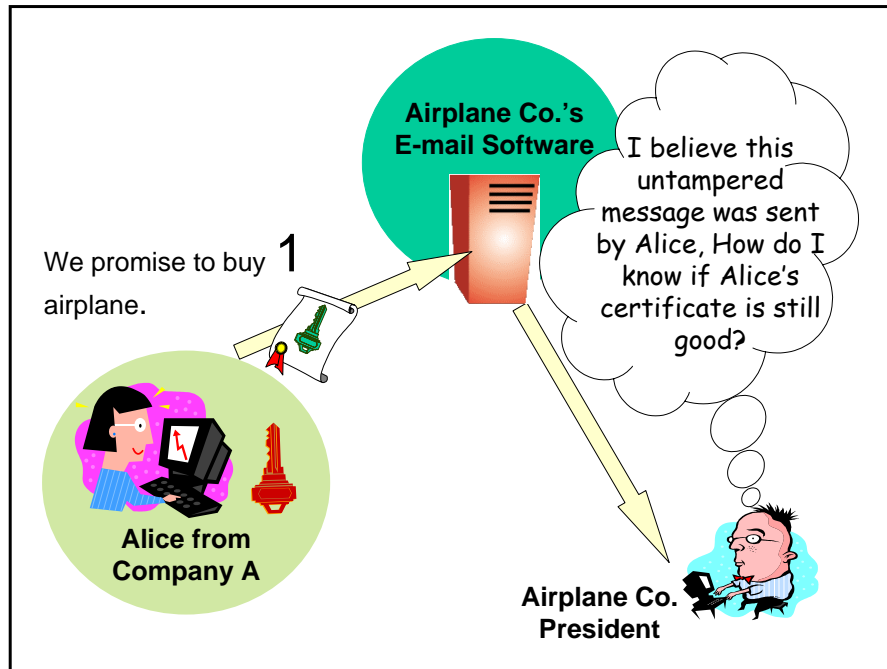 Airplane Co.'s
E-mail Software
I believe this
untampered
message was sent
by Alice, How do I
know if Alice's
certificate is still
good?
We promise to buy 1
airplane.
Alice from
Company A
Airplane Co.
President